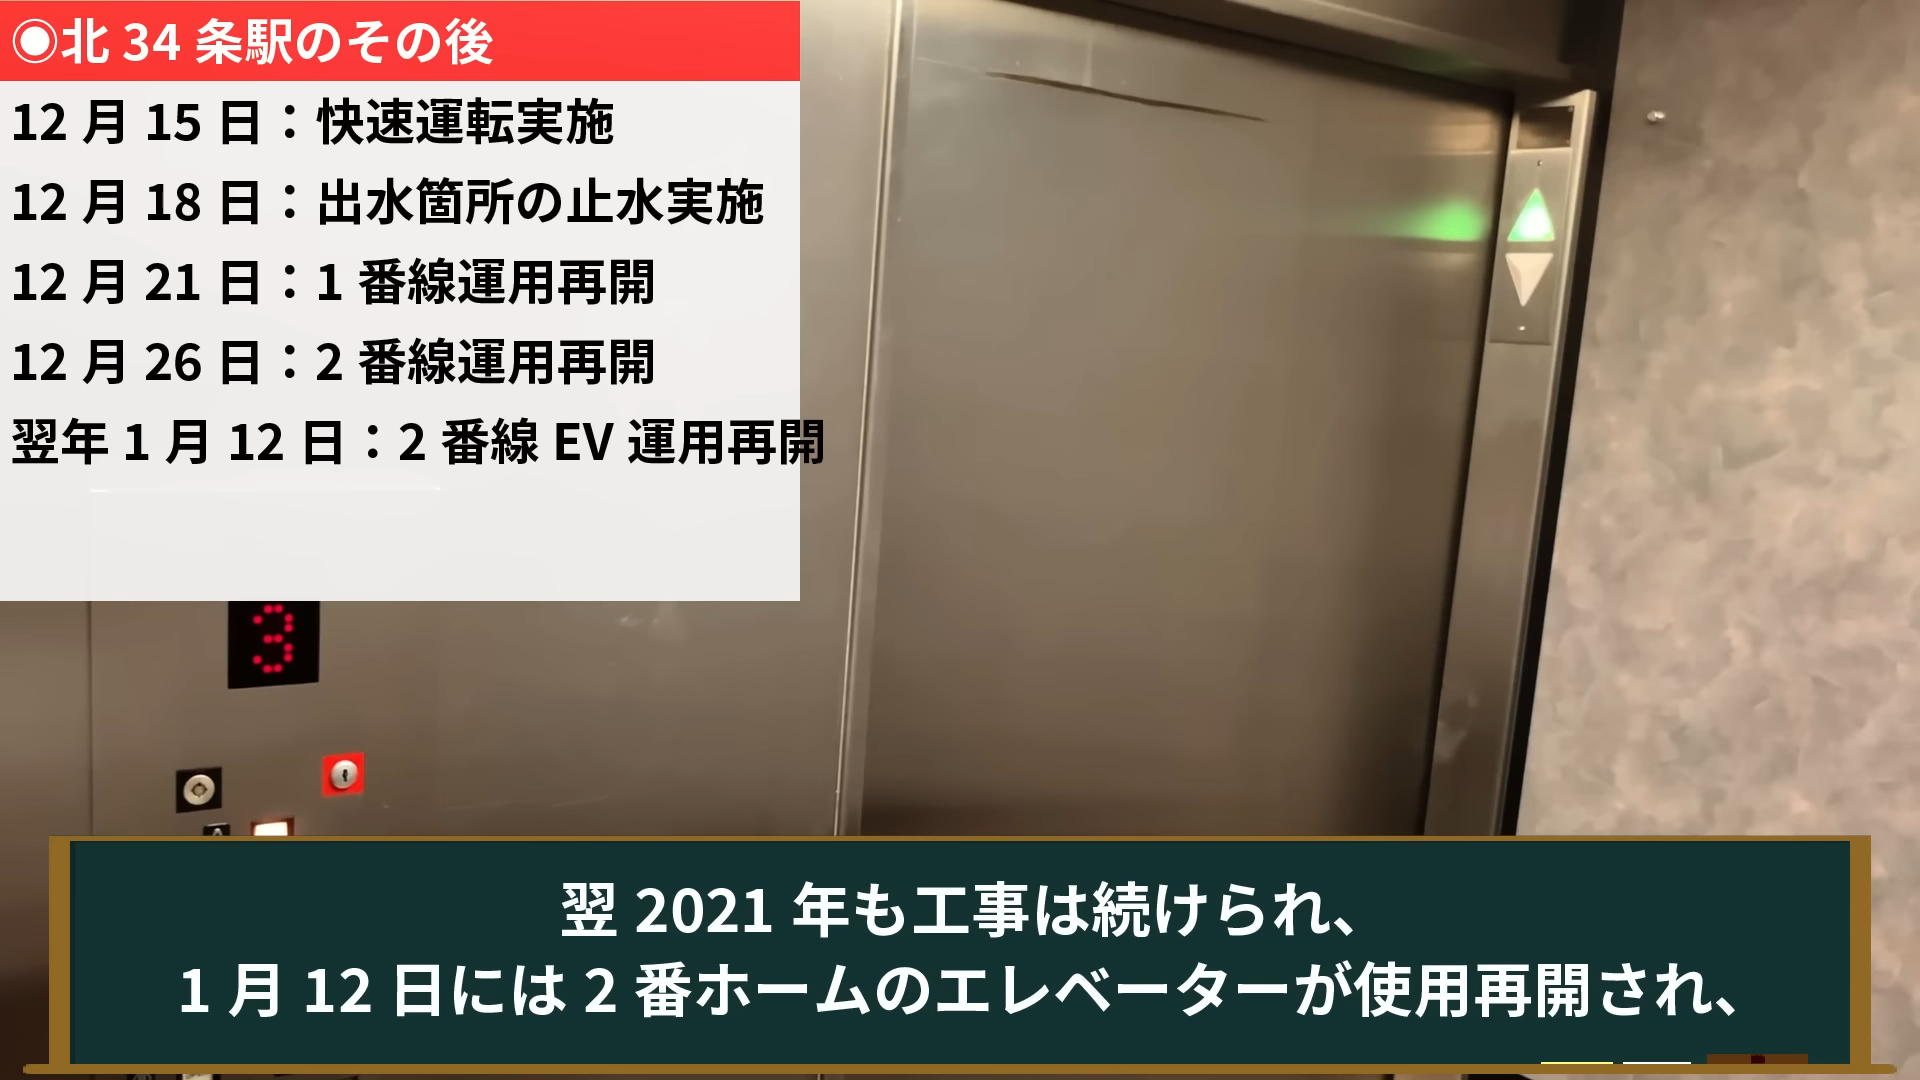 ◉北34条駅のその後
12月15日：快速運転実施
12月18日：出水箇所の止水実施
12月21日：1番線運用再開
12月26日：2番線運用再開
翌年1月12日：2番線EV運用再開
3
翌2021年も工事は続けられ、
1月12日には2番ホームのエレベーターが使用再開され、